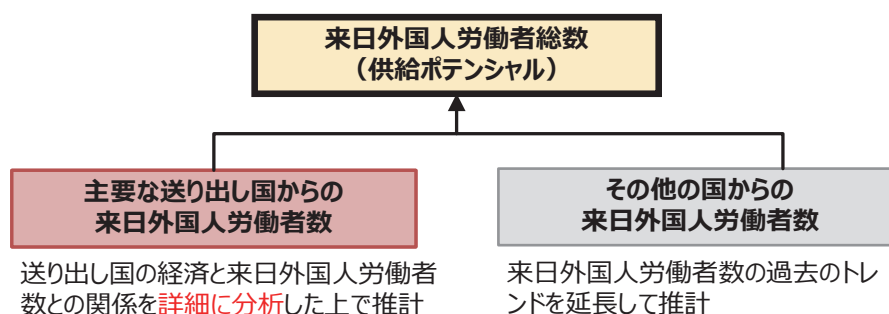 来日外国人労働者総数
（供給ポテンシャル）
主要な送り出し国からの
来日外国人労働者数
その他の国からの
来日外国人労働者数
送り出し国の経済と来日外国人労働者
数との関係を詳細に分析した上で推計
来日外国人労働者数の過去のトレ
ンドを延長して推計